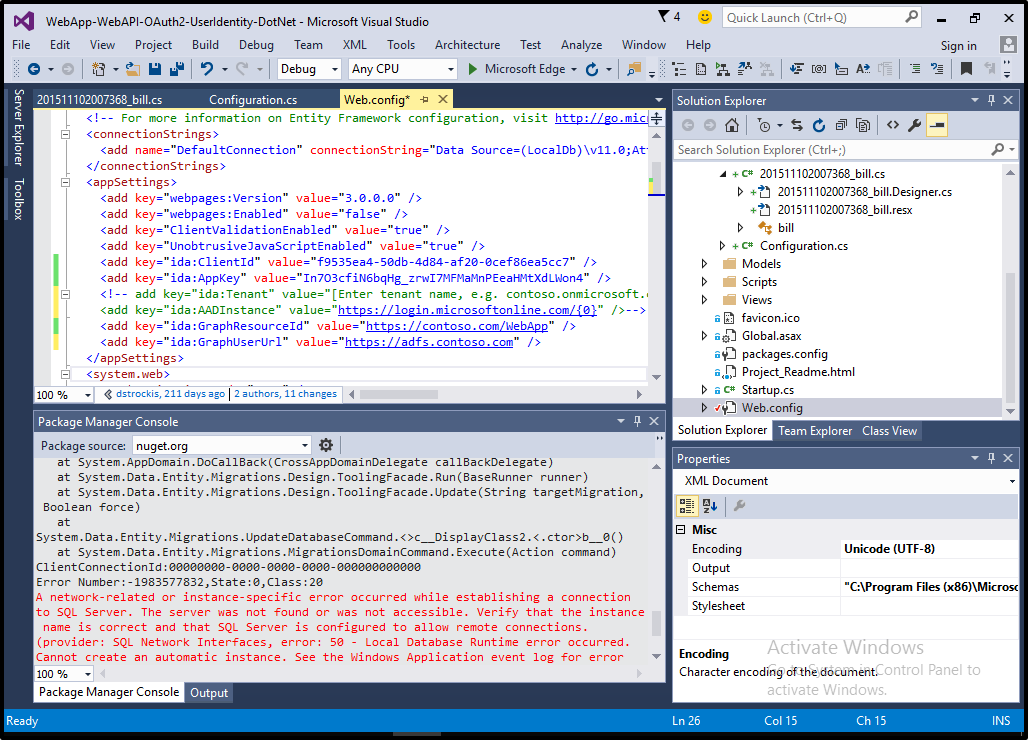 WebApp-WebAPI-OAuth2-UserIdentity-DotNet - Microsoft Visual Studio
4
Quick Launch (Ctrl+Q)
File Edit View Project Build Debug Team XML Tools Architecture Test Analyze Window Help
Sign in
Debug Any CPU Microsoft Edge
Server Explorer
Toolbox
201511102007368_bill.cs Configuration.cs Web.config*
<!-- For more information on Entity Framework configuration, visit http://go.mic
<connectionStrings>
<add name="DefaultConnection" connectionString="Data Source=(LocalDb)\v11.0;Att
</connectionStrings>
<appSettings>
<add key="webpages:Version" value="3.0.0.0" />
<add key="webpages:Enabled" value="false" />
<add key="ClientValidationEnabled" value="true" />
<add key="UnobtrusiveJavaScriptEnabled" value="true" />
<add key="ida:ClientId" value="f9535ea4-50db-4d84-af20-0cef86ea5cc7" />
<add key="ida:AppKey" value="In7O3cfiN6bqHg_zrwI7MFMaMnPEeaHMtXdLWon4" />
<!-- add key="ida:Tenant" value="[Enter tenant name, e.g. contoso.onmicrosoft.c
<add key="ida:AADInstance" value="https://login.microsoftonline.com/{0}" />-->
<add key="ida:GraphResourceId" value="https://contoso.com/WebApp" />
<add key="ida:GraphUserUrl" value="https://adfs.contoso.com" />
</appSettings>
<system.web>
100 % dstrockis, 211 days ago | 2 authors, 11 changes
Package Manager Console
Package source: nuget.org
at System.AppDomain.DoCallBack(CrossAppDomainDelegate callBackDelegate)
at System.Data.Entity.Migrations.Design.ToolingFacade.Run(BaseRunner runner)
at System.Data.Entity.Migrations.Design.ToolingFacade.Update(String targetMigration,
Boolean force)
at
System.Data.Entity.Migrations.UpdateDatabaseCommand.<>c__DisplayClass2.<.ctor>b__0()
at System.Data.Entity.Migrations.MigrationsDomainCommand.Execute(Action command)
ClientConnectionId:00000000-0000-0000-0000-000000000000
Error Number:-1983577832,State:0,Class:20
A network-related or instance-specific error occurred while establishing a connection
to SQL Server. The server was not found or was not accessible. Verify that the instance
name is correct and that SQL Server is configured to allow remote connections.
(provider: SQL Network Interfaces, error: 50 - Local Database Runtime error occurred.
Cannot create an automatic instance. See the Windows Application event log for error
100 %
Package Manager Console Output
Solution Explorer
Search Solution Explorer (Ctrl+;)
201511102007368_bill.cs
201511102007368_bill.Designer.cs
201511102007368_bill.resx
bill
Configuration.cs
Models
Scripts
Views
favicon.ico
Global.asax
packages.config
Project_Readme.html
Startup.cs
Web.config
Solution Explorer Team Explorer Class View
Properties
XML Document
Misc
Encoding Unicode (UTF-8)
Output
Schemas "C:\Program Files (x86)\Microso
Stylesheet
Encoding
Character encoding of the document.
Activate Windows
Go to System in Control Panel to
activate Windows.
Ready Ln 26 Col 15 Ch 15 INS